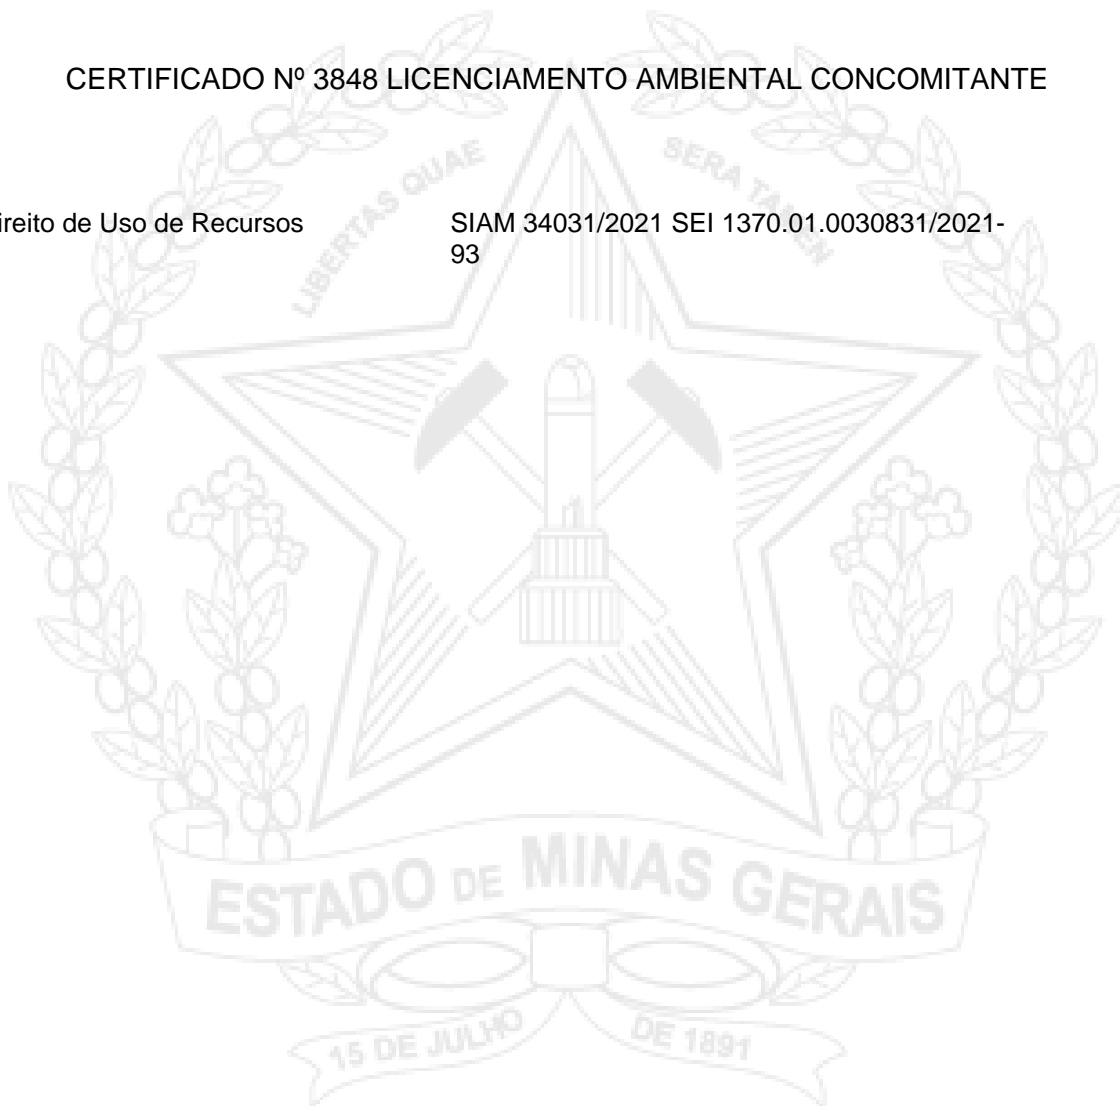 CERTIFICADO Nº 3848 LICENCIAMENTO AMBIENTAL CONCOMITANTE
LIBERTAS QUAE SERA TAMEN
ireito de Uso de Recursos
SIAM 34031/2021 SEI 1370.01.0030831/2021-
93
ESTADO DE MINAS GERAIS
15 DE JULHO DE 1891